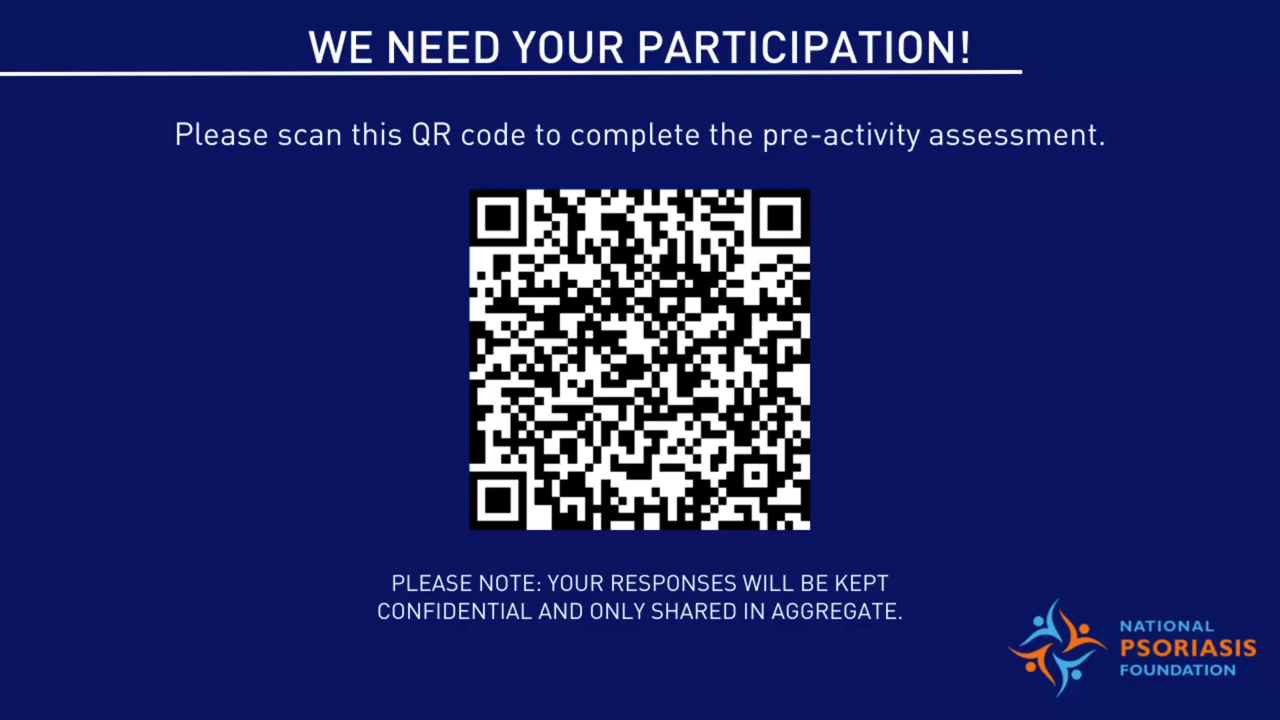 WE NEED YOUR PARTICIPATION!
Please scan this QR code to complete the pre-activity assessment.
PLEASE NOTE: YOUR RESPONSES WILL BE KEPT
CONFIDENTIAL AND ONLY SHARED IN AGGREGATE.
NATIONAL
PSORIASIS
FOUNDATION